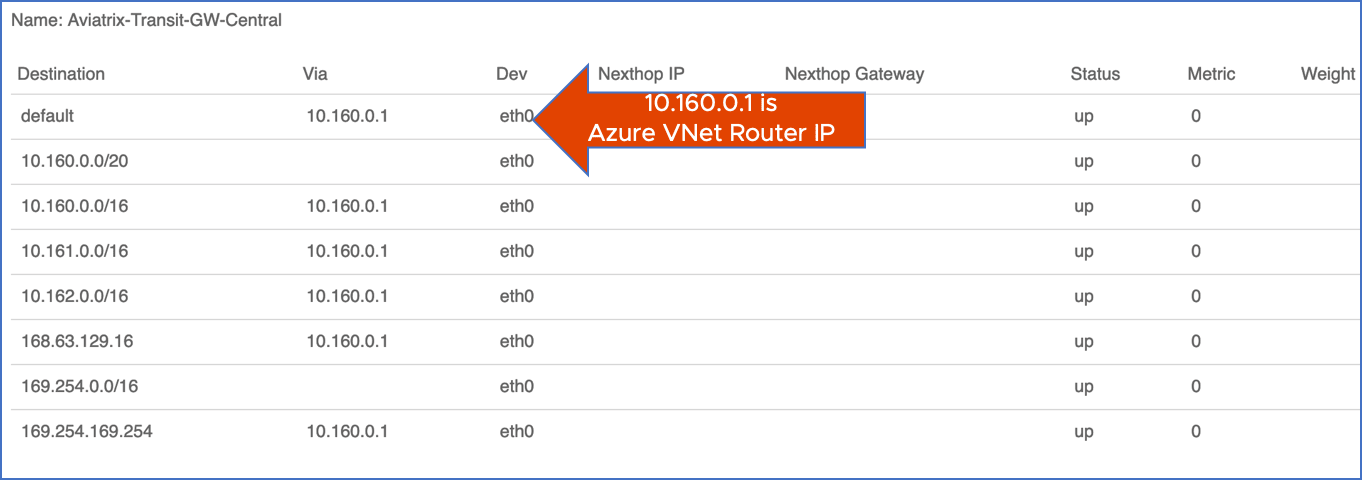 Name: Aviatrix-Transit-GW-Central
Destination Via Dev Nexthop IP Nexthop Gateway Status Metric Weight
default 10.160.0.1 eth0 up 0
10.160.0.1 is
Azure VNet Router IP
10.160.0.0/20 eth0 up 0
10.160.0.0/16 10.160.0.1 eth0 up 0
10.161.0.0/16 10.160.0.1 eth0 up 0
10.162.0.0/16 10.160.0.1 eth0 up 0
168.63.129.16 10.160.0.1 eth0 up 0
169.254.0.0/16 eth0 up 0
169.254.169.254 10.160.0.1 eth0 up 0